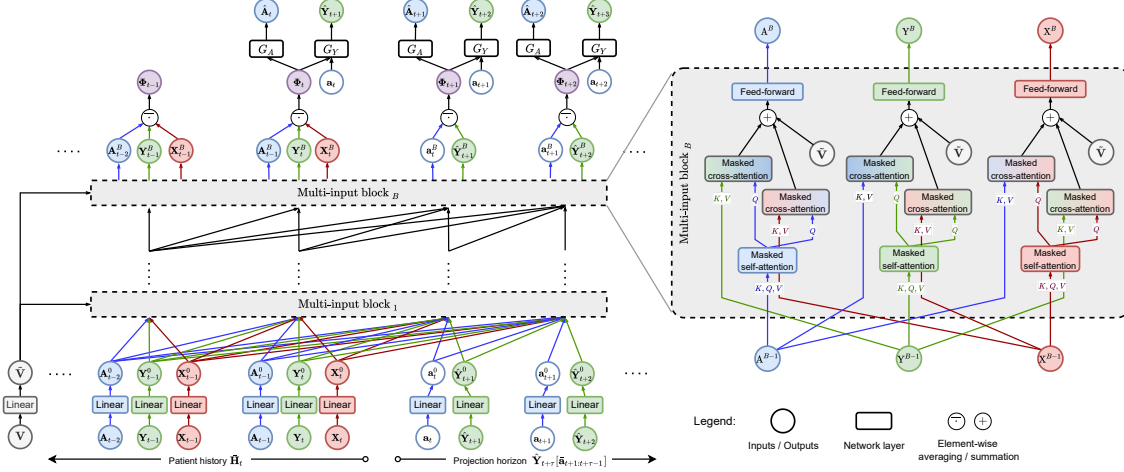 Â_t Ŷ_{t+1} Â_{t+1} Ŷ_{t+2} Â_{t+2} Ŷ_{t+3}
G_A G_Y G_A G_Y G_A G_Y
Φ_{t-1} Φ_t a_t Φ_{t+1} a_{t+1} Φ_{t+2} a_{t+2}
A^B_{t-2} Y^B_{t-1} X^B_{t-1} A^B_{t-1} Y^B_t X^B_t a^B_t Ŷ^B_{t+1} a^B_{t+1} Ŷ^B_{t+2}
Multi-input block _B
Multi-input block _1
A^0_{t-2} Y^0_{t-1} X^0_{t-1} A^0_{t-1} Y^0_t X^0_t a^0_t Ŷ^0_{t+1} a^0_{t+1} Ŷ^0_{t+2}
Ṽ
Linear Linear Linear Linear Linear Linear Linear Linear Linear Linear Linear
V A_{t-2} Y_{t-1} X_{t-1} A_{t-1} Y_t X_t a_t Ŷ_{t+1} a_{t+1} Ŷ_{t+2}
Patient history H̄_t
Projection horizon Ŷ_{t+τ}[ā_{t+1:t+τ-1}]
A^B Y^B X^B
Multi-input block _B
Feed-forward Feed-forward Feed-forward
Ṽ Ṽ Ṽ
Masked cross-attention Masked cross-attention Masked cross-attention
K, V Q K, V Q K, V Q
Masked cross-attention Masked cross-attention Masked cross-attention
K, V Q K, V Q K, V Q
Masked self-attention Masked self-attention Masked self-attention
K, Q, V K, Q, V K, Q, V
A^{B-1} Y^{B-1} X^{B-1}
Legend:
Inputs / Outputs
Network layer
Element-wise
averaging / summation